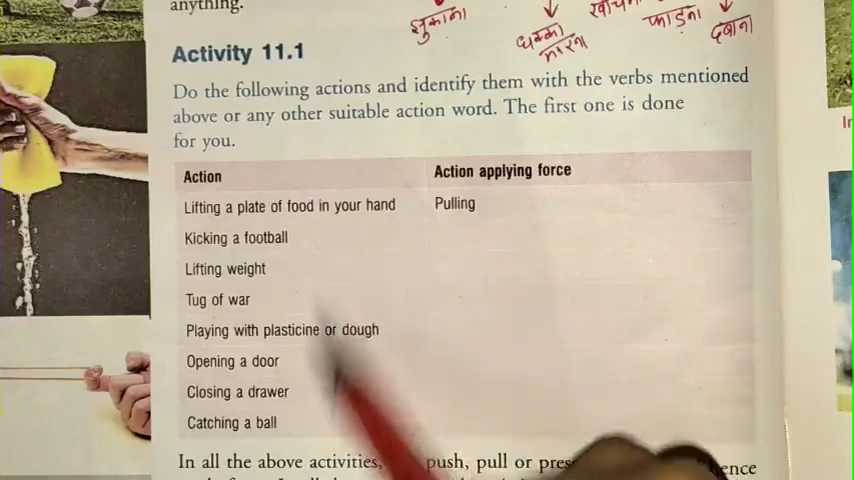 anything.
झुकाना
धक्का
मारना
फाड़ना
दबाना
Activity 11.1
Do the following actions and identify them with the verbs mentioned
above or any other suitable action word. The first one is done
for you.
Action Action applying force
Lifting a plate of food in your hand Pulling
Kicking a football
Lifting weight
Tug of war
Playing with plasticine or dough
Opening a door
Closing a drawer
Catching a ball
In all the above activities, push, pull or